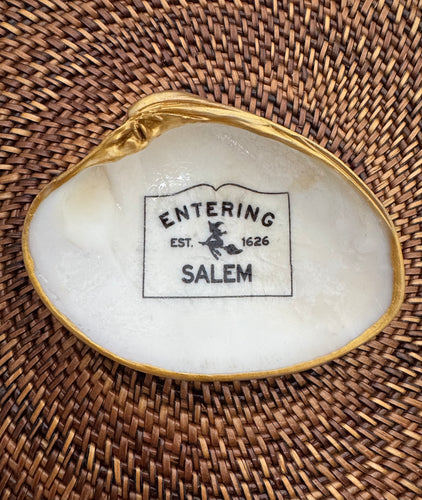 ENTERING
EST. 1626
SALEM